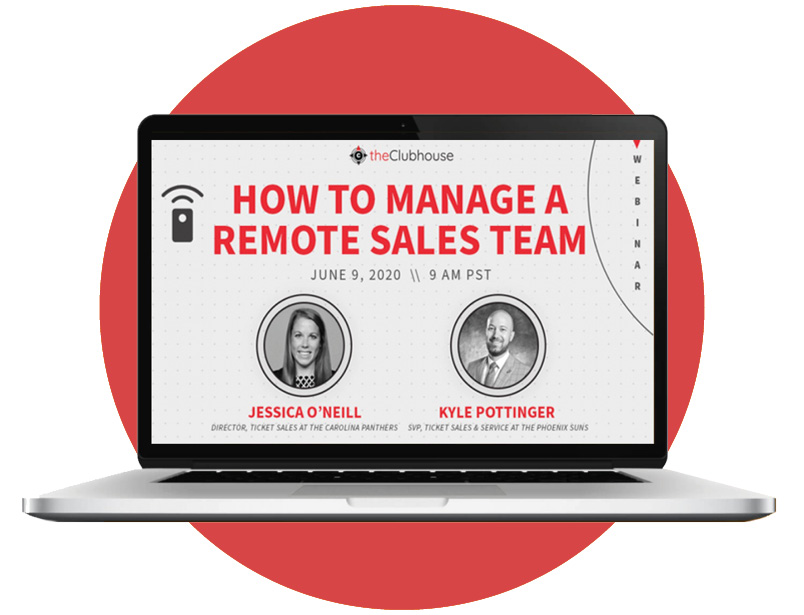 theClubhouse
HOW TO MANAGE A
REMOTE SALES TEAM
JUNE 9, 2020 \\ 9 AM PST
WEBINAR
JESSICA O'NEILL
DIRECTOR, TICKET SALES AT THE CAROLINA PANTHERS
KYLE POTTINGER
SVP, TICKET SALES & SERVICE AT THE PHOENIX SUNS